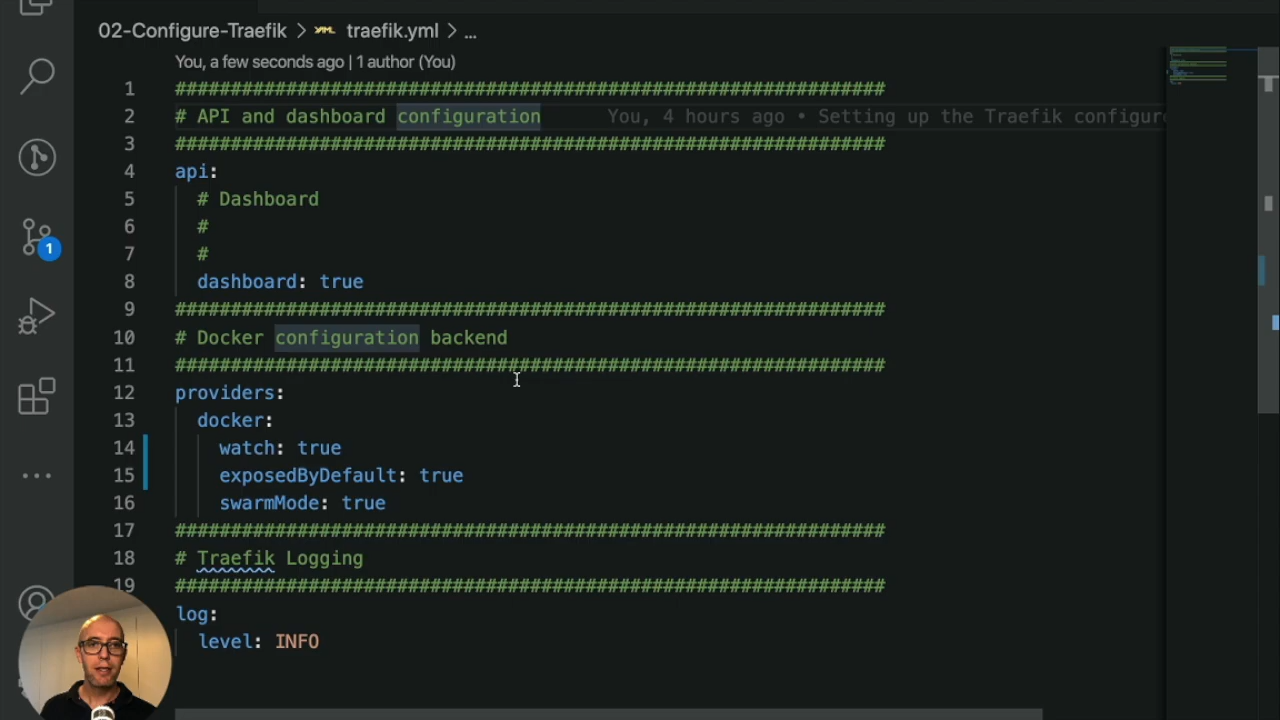 02-Configure-Traefik > traefik.yml > ...
You, a few seconds ago | 1 author (You)
1 #################################################################
2 # API and dashboard configuration You, 4 hours ago • Setting up the Traefik configur
3 #################################################################
4 api:
5 # Dashboard
6 #
7 #
8 dashboard: true
9 #################################################################
10 # Docker configuration backend
11 #################################################################
12 providers:
13 docker:
14 watch: true
15 exposedByDefault: true
16 swarmMode: true
17 #################################################################
18 # Traefik Logging
19 #################################################################
log:
level: INFO
1